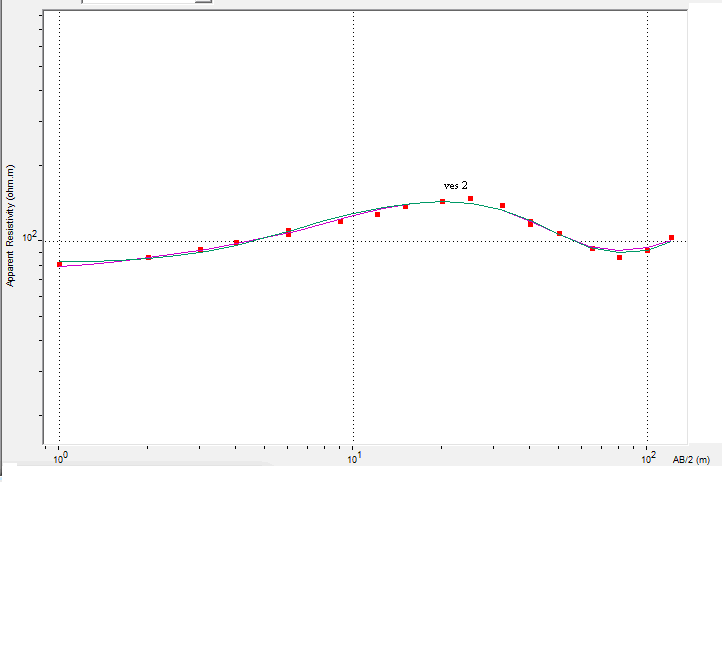 ves 2
Apparent Resistivity (ohm.m)
10²
10⁰
10¹
10²
AB/2 (m)